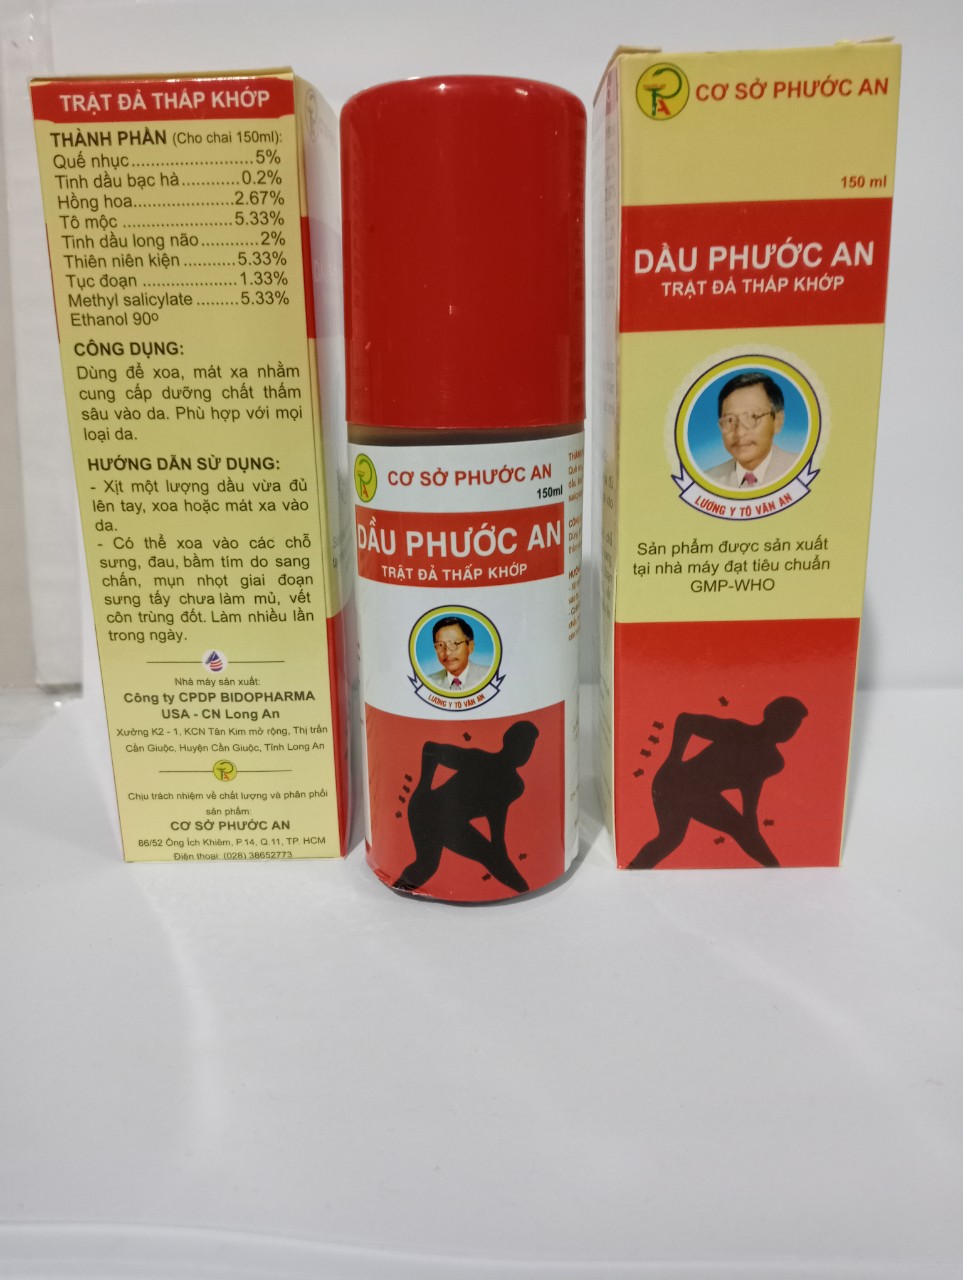 TRẬT ĐẢ THẤP KHỚP
THÀNH PHẦN (Cho chai 150ml):
Quế nhục.......................5%
Tinh dầu bạc hà............0.2%
Hồng hoa...................2.67%
Tô mộc .....................5.33%
Tinh dầu long não...........2%
Thiên niên kiện ..........5.33%
Tục đoạn ...................1.33%
Methyl salicylate ........5.33%
Ethanol 90º
CÔNG DỤNG:
Dùng để xoa, mát xa nhằm
cung cấp dưỡng chất thấm
sâu vào da. Phù hợp với mọi
loại da.
HƯỚNG DẪN SỬ DỤNG:
- Xịt một lượng dầu vừa đủ
lên tay, xoa hoặc mát xa vào
da.
- Có thể xoa vào các chỗ
sưng, đau, bầm tím do sang
chấn, mụn nhọt giai đoạn
sưng tấy chưa làm mủ, vết
côn trùng đốt. Làm nhiều lần
trong ngày.
Nhà máy sản xuất:
Công ty CPDP BIDOPHARMA
USA - CN Long An
Xưởng K2 - 1, KCN Tân Kim mở rộng, Thị trấn
Cần Giuộc, Huyện Cần Giuộc, Tỉnh Long An
Chịu trách nhiệm về chất lượng và phân phối
sản phẩm:
CƠ SỞ PHƯỚC AN
86/52 Ông Ích Khiêm, P.14, Q.11, TP. HCM
Điện thoại: (028) 38652773
CƠ SỞ PHƯỚC AN
150ml
DẦU PHƯỚC AN
TRẬT ĐẢ THẤP KHỚP
LƯƠNG Y TÔ VĂN AN
CƠ SỞ PHƯỚC AN
150 ml
DẦU PHƯỚC AN
TRẬT ĐẢ THẤP KHỚP
LƯƠNG Y TÔ VĂN AN
Sản phẩm được sản xuất
tại nhà máy đạt tiêu chuẩn
GMP-WHO